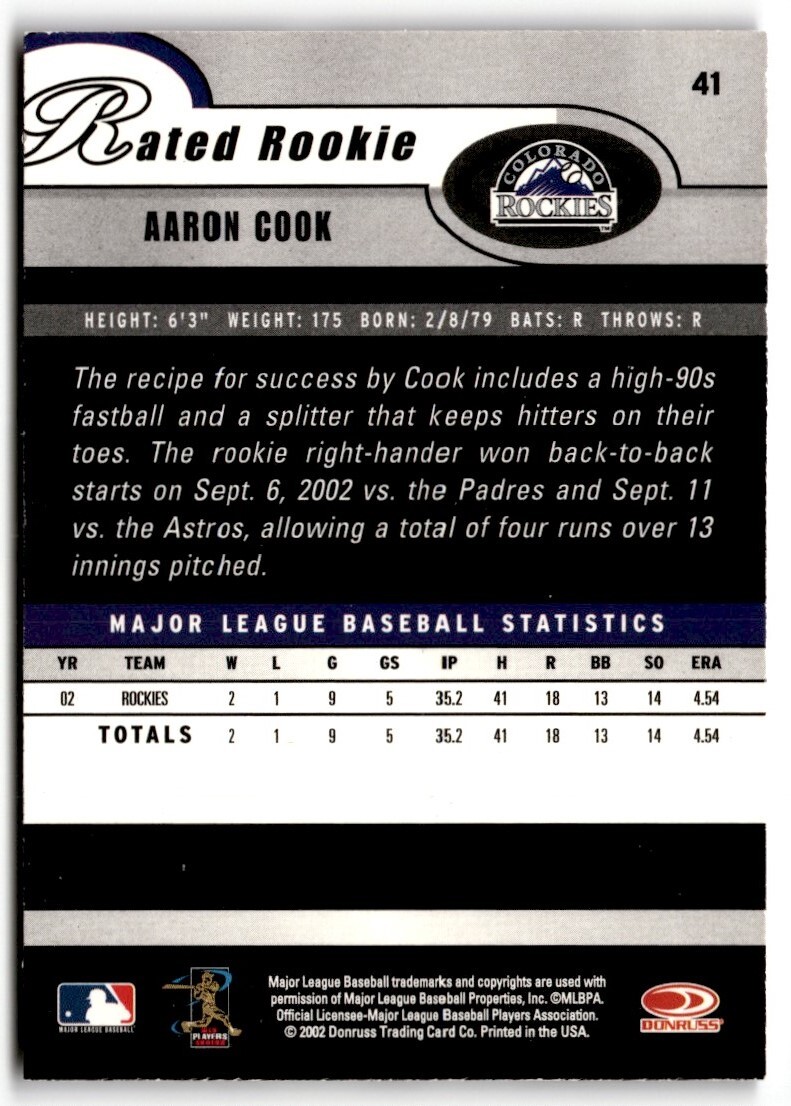 41
Rated Rookie
COLORADO
ROCKIES
TM
AARON COOK
HEIGHT: 6'3" WEIGHT: 175 BORN: 2/8/79 BATS: R THROWS: R
The recipe for success by Cook includes a high-90s
fastball and a splitter that keeps hitters on their
toes. The rookie right-hander won back-to-back
starts on Sept. 6, 2002 vs. the Padres and Sept. 11
vs. the Astros, allowing a total of four runs over 13
innings pitched.
MAJOR LEAGUE BASEBALL STATISTICS
YR TEAM W L G GS IP H R BB SO ERA
02 ROCKIES 2 1 9 5 35.2 41 18 13 14 4.54
TOTALS 2 1 9 5 35.2 41 18 13 14 4.54
Major League Baseball trademarks and copyrights are used with
permission of Major League Baseball Properties, Inc. ©MLBPA.
Official Licensee-Major League Baseball Players Association.
© 2002 Donruss Trading Card Co. Printed in the USA.
MAJOR LEAGUE BASEBALL
PLAYERS
CHOICE
DONRUSS